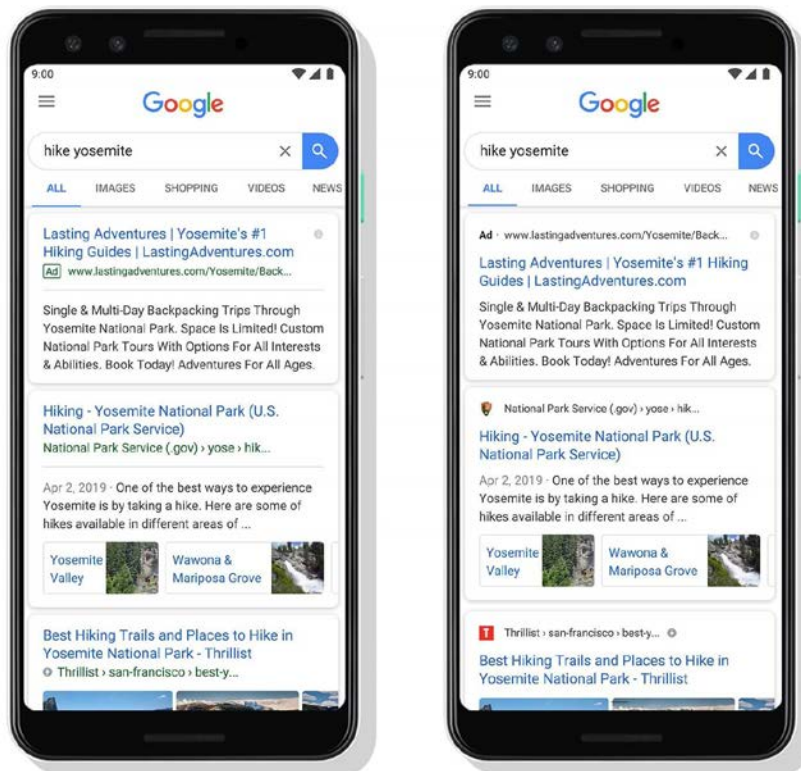 9:00
Google
hike yosemite
ALL IMAGES SHOPPING VIDEOS NEWS
Lasting Adventures | Yosemite's #1
Hiking Guides | LastingAdventures.com
Ad www.lastingadventures.com/Yosemite/Back...
Single & Multi-Day Backpacking Trips Through
Yosemite National Park. Space Is Limited! Custom
National Park Tours With Options For All Interests
& Abilities. Book Today! Adventures For All Ages.
Hiking - Yosemite National Park (U.S.
National Park Service)
National Park Service (.gov) › yose › hik...
Apr 2, 2019 · One of the best ways to experience
Yosemite is by taking a hike. Here are some of
hikes available in different areas of ...
Yosemite
Valley
Wawona &
Mariposa Grove
Best Hiking Trails and Places to Hike in
Yosemite National Park - Thrillist
Thrillist › san-francisco › best-y...
9:00
Google
hike yosemite
ALL IMAGES SHOPPING VIDEOS NEWS
Ad · www.lastingadventures.com/Yosemite/Back...
Lasting Adventures | Yosemite's #1 Hiking
Guides | LastingAdventures.com
Single & Multi-Day Backpacking Trips Through
Yosemite National Park. Space Is Limited! Custom
National Park Tours With Options For All Interests
& Abilities. Book Today! Adventures For All Ages.
National Park Service (.gov) › yose › hik...
Hiking - Yosemite National Park (U.S.
National Park Service)
Apr 2, 2019 · One of the best ways to experience
Yosemite is by taking a hike. Here are some of
hikes available in different areas of ...
Yosemite
Valley
Wawona &
Mariposa Grove
T Thrillist › san-francisco › best-y...
Best Hiking Trails and Places to Hike in
Yosemite National Park - Thrillist